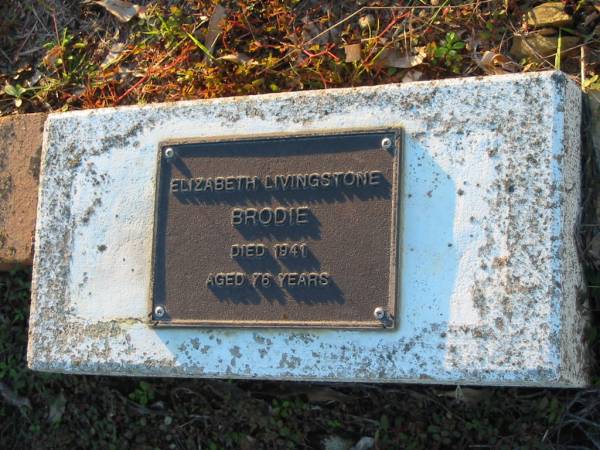 ELIZABETH LIVINGSTONE
BRODIE
DIED 1941
AGED 76 YEARS